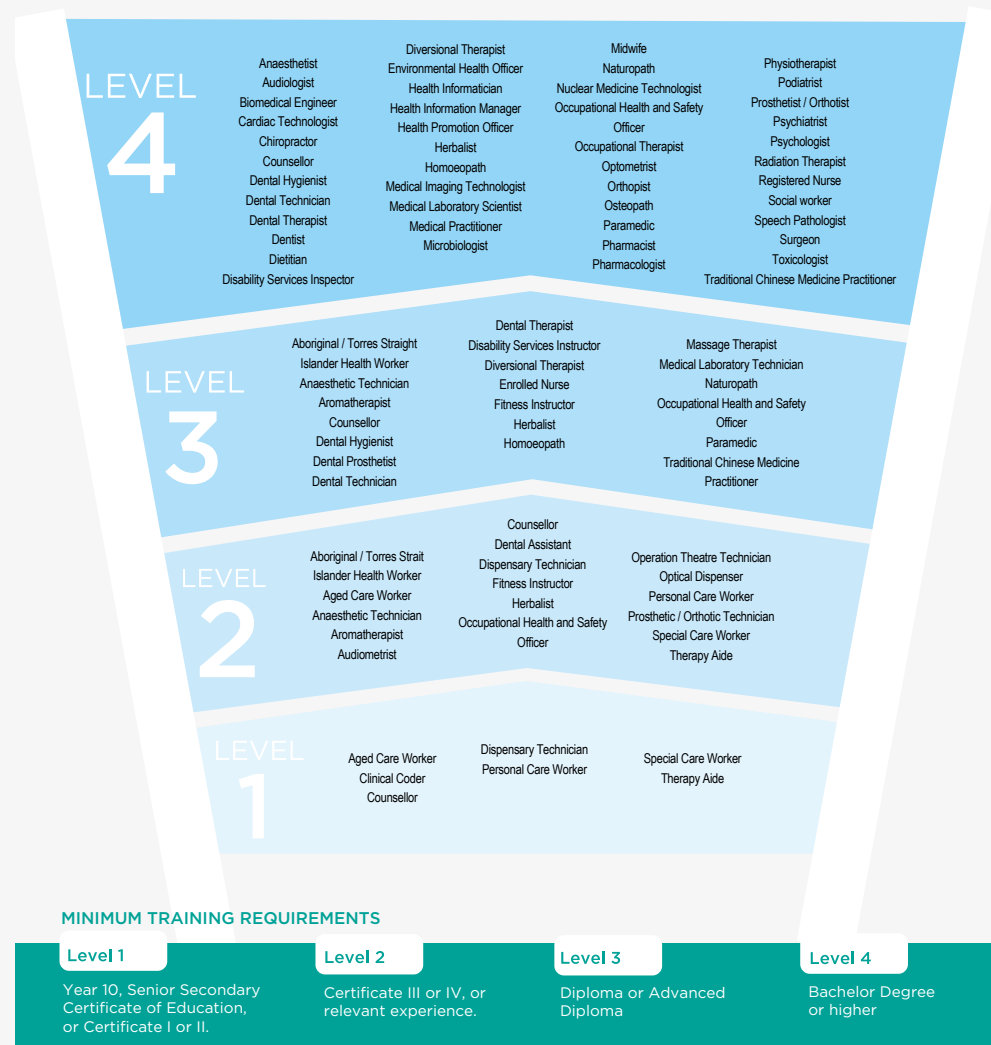 LEVEL
4
Anaesthetist
Audiologist
Biomedical Engineer
Cardiac Technologist
Chiropractor
Counsellor
Dental Hygienist
Dental Technician
Dental Therapist
Dentist
Dietitian
Disability Services Inspector
Diversional Therapist
Environmental Health Officer
Health Informatician
Health Information Manager
Health Promotion Officer
Herbalist
Homoeopath
Medical Imaging Technologist
Medical Laboratory Scientist
Medical Practitioner
Microbiologist
Midwife
Naturopath
Nuclear Medicine Technologist
Occupational Health and Safety
Officer
Occupational Therapist
Optometrist
Orthopist
Osteopath
Paramedic
Pharmacist
Pharmacologist
Physiotherapist
Podiatrist
Prosthetist / Orthotist
Psychiatrist
Psychologist
Radiation Therapist
Registered Nurse
Social worker
Speech Pathologist
Surgeon
Toxicologist
Traditional Chinese Medicine Practitioner
LEVEL
3
Aboriginal / Torres Straight
Islander Health Worker
Anaesthetic Technician
Aromatherapist
Counsellor
Dental Hygienist
Dental Prosthetist
Dental Technician
Dental Therapist
Disability Services Instructor
Diversional Therapist
Enrolled Nurse
Fitness Instructor
Herbalist
Homoeopath
Massage Therapist
Medical Laboratory Technician
Naturopath
Occupational Health and Safety
Officer
Paramedic
Traditional Chinese Medicine
Practitioner
LEVEL
2
Aboriginal / Torres Strait
Islander Health Worker
Aged Care Worker
Anaesthetic Technician
Aromatherapist
Audiometrist
Counsellor
Dental Assistant
Dispensary Technician
Fitness Instructor
Herbalist
Occupational Health and Safety
Officer
Operation Theatre Technician
Optical Dispenser
Personal Care Worker
Prosthetic / Orthotic Technician
Special Care Worker
Therapy Aide
LEVEL
1
Aged Care Worker
Clinical Coder
Counsellor
Dispensary Technician
Personal Care Worker
Special Care Worker
Therapy Aide
MINIMUM TRAINING REQUIREMENTS
Level 1
Year 10, Senior Secondary
Certificate of Education,
or Certificate I or II.
Level 2
Certificate III or IV, or
relevant experience.
Level 3
Diploma or Advanced
Diploma
Level 4
Bachelor Degree
or higher